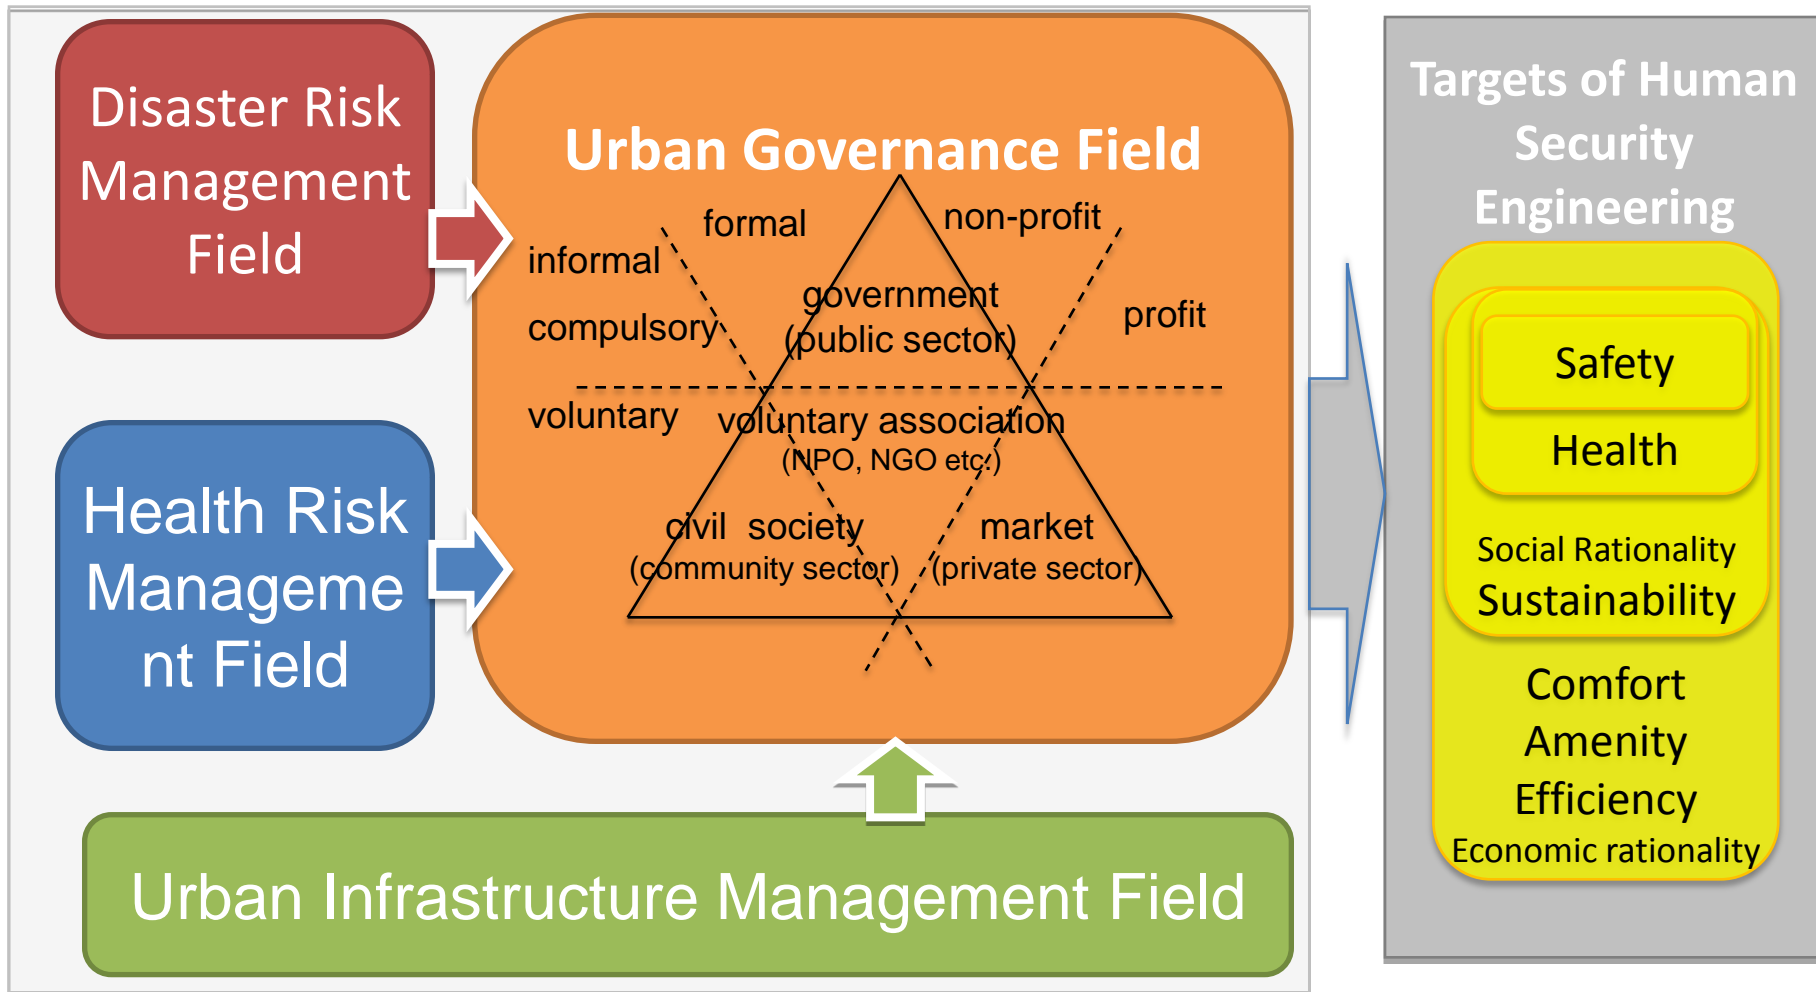 Disaster Risk
Management
Field
Health Risk
Manageme
nt Field
Urban Governance Field
formal
non-profit
informal
government
profit
compulsory
(public sector)
voluntary
voluntary association
(NPO, NGO etc.)
civil society
market
(community sector)
(private sector)
Urban Infrastructure Management Field
Targets of Human
Security
Engineering
Safety
Health
Social Rationality
Sustainability
Comfort
Amenity
Efficiency
Economic rationality